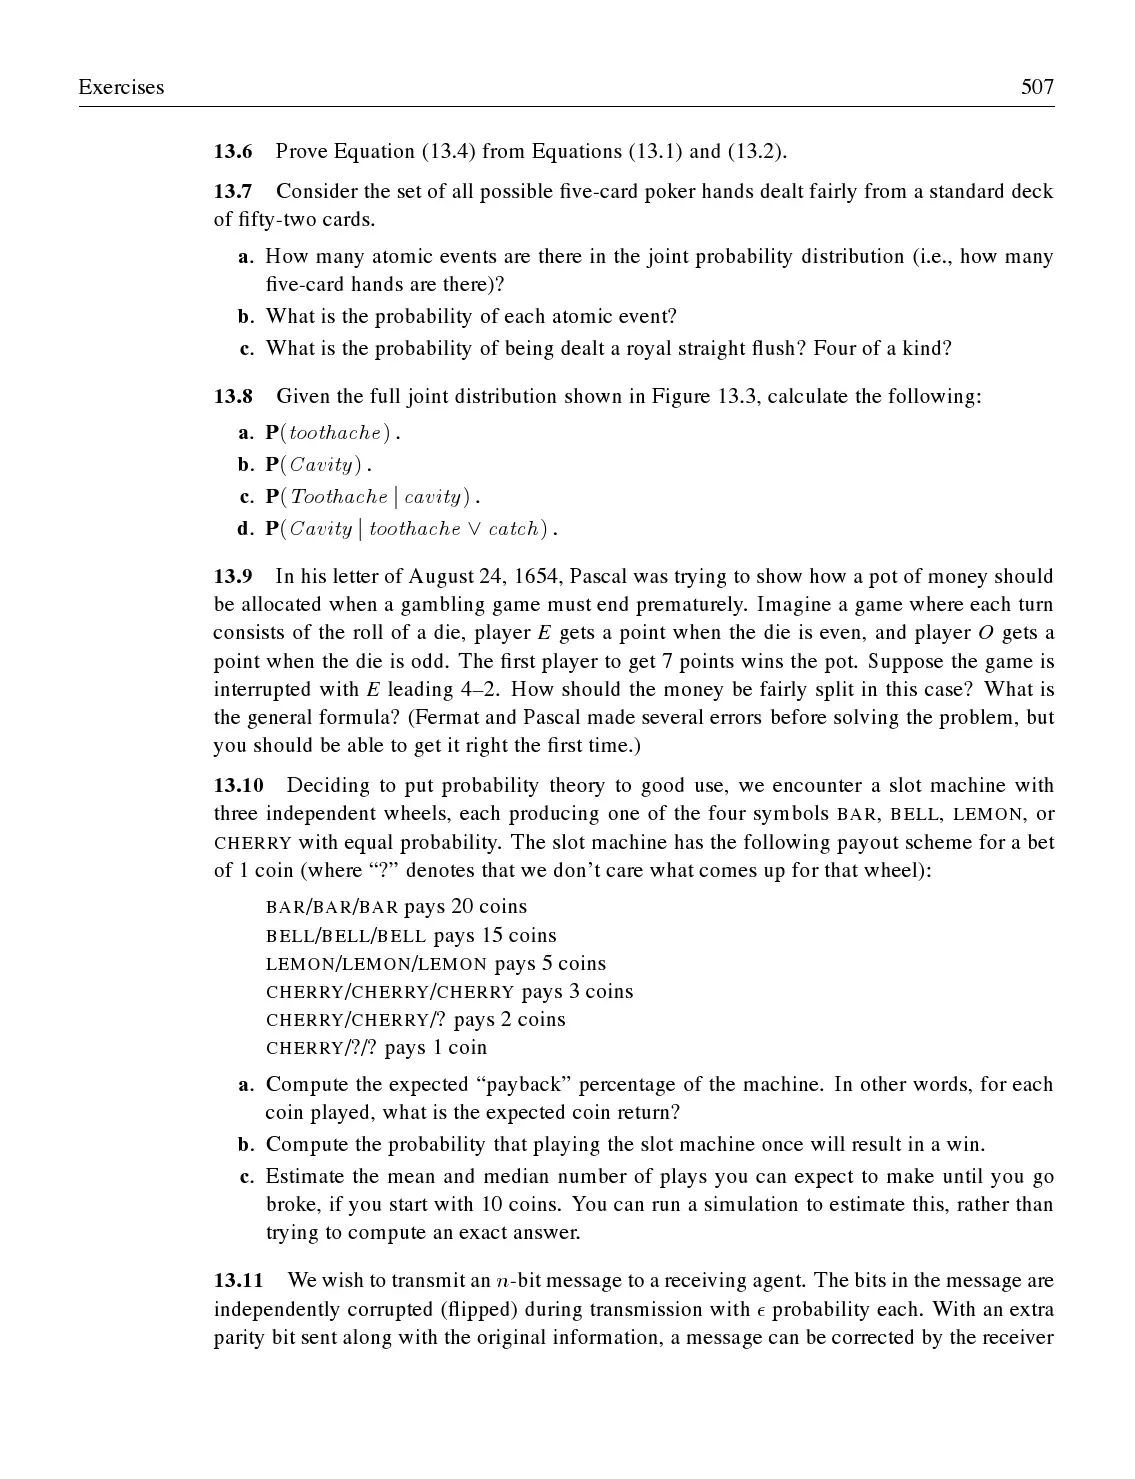 Exercises 507
13.6 Prove Equation (13.4) from Equations (13.1) and (13.2).
13.7 Consider the set of all possible five-card poker hands dealt fairly from a standard deck
of fifty-two cards.
a. How many atomic events are there in the joint probability distribution (i.e., how many
five-card hands are there)?
b. What is the probability of each atomic event?
c. What is the probability of being dealt a royal straight flush? Four of a kind?
13.8 Given the full joint distribution shown in Figure 13.3, calculate the following:
a. P(toothache) .
b. P(Cavity) .
c. P(Toothache | cavity) .
d. P(Cavity | toothache ∨ catch) .
13.9 In his letter of August 24, 1654, Pascal was trying to show how a pot of money should
be allocated when a gambling game must end prematurely. Imagine a game where each turn
consists of the roll of a die, player E gets a point when the die is even, and player O gets a
point when the die is odd. The first player to get 7 points wins the pot. Suppose the game is
interrupted with E leading 4–2. How should the money be fairly split in this case? What is
the general formula? (Fermat and Pascal made several errors before solving the problem, but
you should be able to get it right the first time.)
13.10 Deciding to put probability theory to good use, we encounter a slot machine with
three independent wheels, each producing one of the four symbols BAR, BELL, LEMON, or
CHERRY with equal probability. The slot machine has the following payout scheme for a bet
of 1 coin (where “?” denotes that we don’t care what comes up for that wheel):
BAR/BAR/BAR pays 20 coins
BELL/BELL/BELL pays 15 coins
LEMON/LEMON/LEMON pays 5 coins
CHERRY/CHERRY/CHERRY pays 3 coins
CHERRY/CHERRY/? pays 2 coins
CHERRY/?/? pays 1 coin
a. Compute the expected “payback” percentage of the machine. In other words, for each
coin played, what is the expected coin return?
b. Compute the probability that playing the slot machine once will result in a win.
c. Estimate the mean and median number of plays you can expect to make until you go
broke, if you start with 10 coins. You can run a simulation to estimate this, rather than
trying to compute an exact answer.
13.11 We wish to transmit an n-bit message to a receiving agent. The bits in the message are
independently corrupted (flipped) during transmission with ϵ probability each. With an extra
parity bit sent along with the original information, a message can be corrected by the receiver